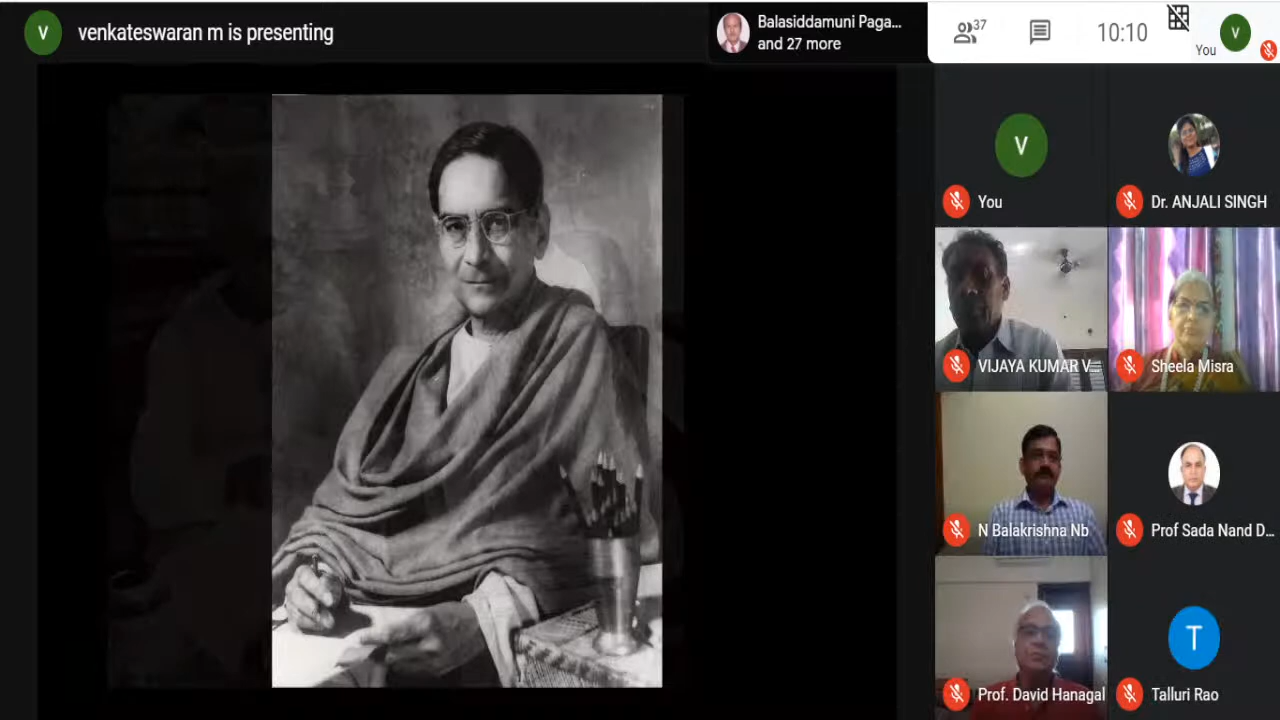 V
venkateswaran m is presenting
Balasiddamuni Paga...
and 27 more
37
10:10
You
V
V
You
Dr. ANJALI SINGH
VIJAYA KUMAR V...
Sheela Misra
N Balakrishna Nb
Prof Sada Nand D...
Prof. David Hanagal
T
Talluri Rao